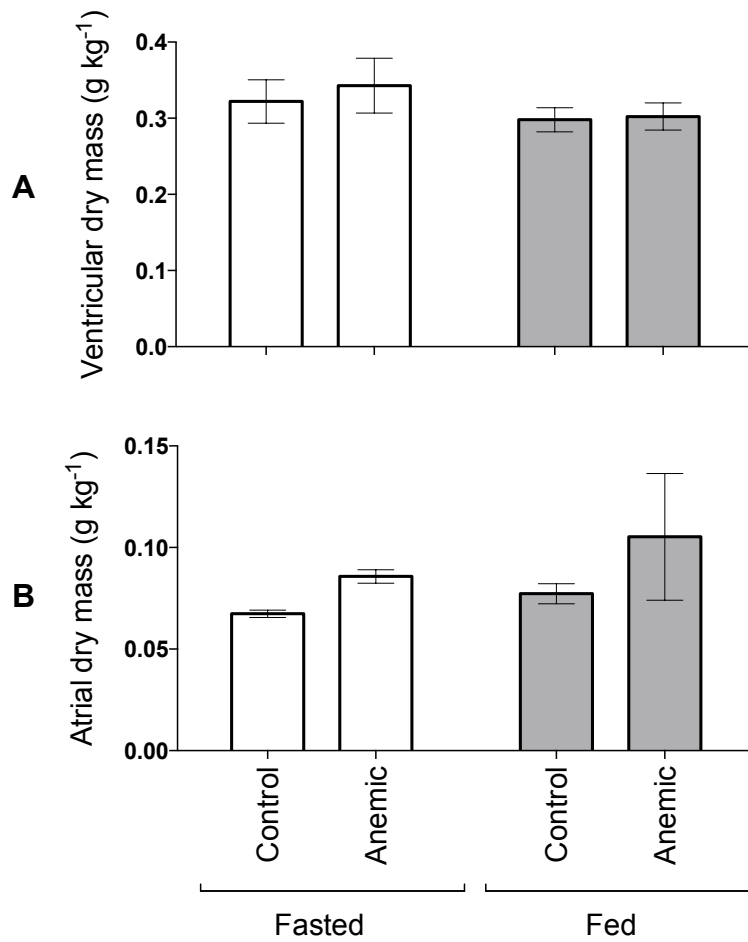 A
Ventricular dry mass (g kg⁻¹)
0.4
0.3
0.2
0.1
0.0
B
Atrial dry mass (g kg⁻¹)
0.15
0.10
0.05
0.00
Control
Anemic
Control
Anemic
Fasted
Fed